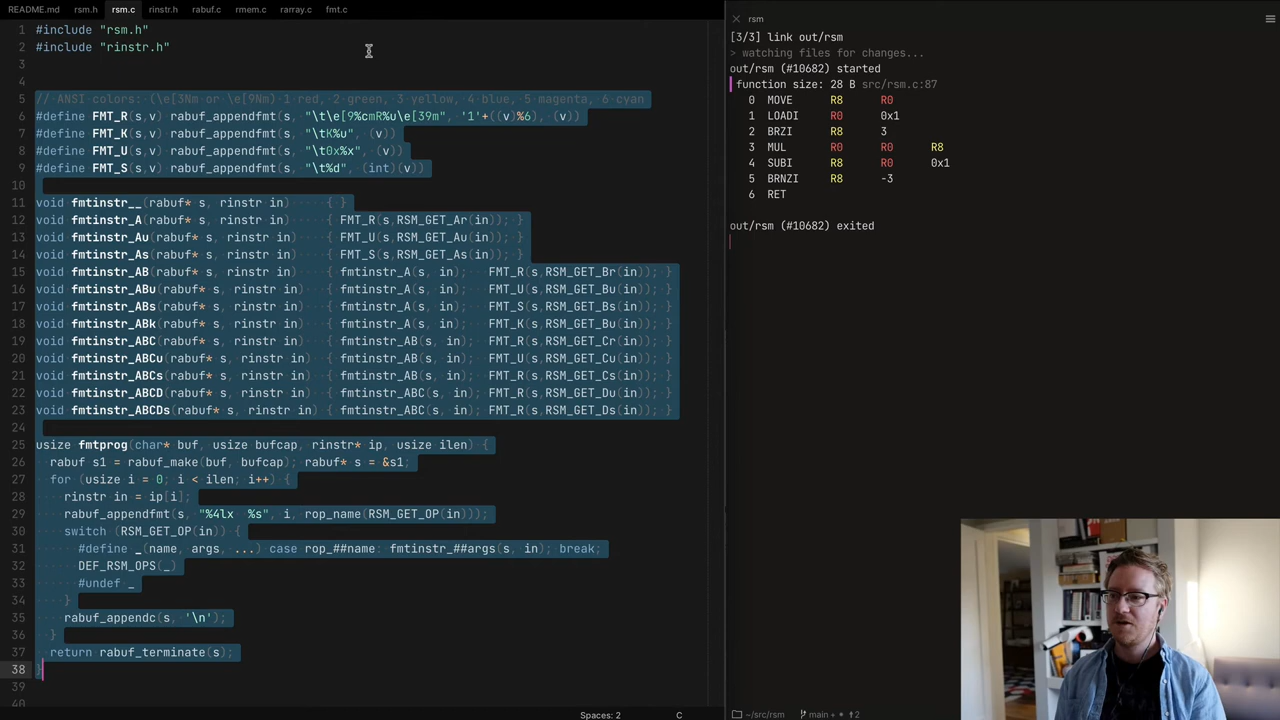 README.md rsm.h rsm.c rinstr.h rabuf.c rmem.c rarray.c fmt.c
1 #include "rsm.h"
2 #include "rinstr.h"
3
4
5 // ANSI colors: (\e[3Nm or \e[9Nm) 1 red, 2 green, 3 yellow, 4 blue, 5 magenta, 6 cyan
6 #define FMT_R(s,v) rabuf_appendfmt(s, "\t\e[9%cmR%u\e[39m", '1'+((v)%6), (v))
7 #define FMT_K(s,v) rabuf_appendfmt(s, "\tK%u", (v))
8 #define FMT_U(s,v) rabuf_appendfmt(s, "\t0x%x", (v))
9 #define FMT_S(s,v) rabuf_appendfmt(s, "\t%d", (int)(v))
10
11 void fmtinstr__(rabuf* s, rinstr in) { }
12 void fmtinstr_A(rabuf* s, rinstr in) { FMT_R(s,RSM_GET_Ar(in)); }
13 void fmtinstr_Au(rabuf* s, rinstr in) { FMT_U(s,RSM_GET_Au(in)); }
14 void fmtinstr_As(rabuf* s, rinstr in) { FMT_S(s,RSM_GET_As(in)); }
15 void fmtinstr_AB(rabuf* s, rinstr in) { fmtinstr_A(s, in); FMT_R(s,RSM_GET_Br(in)); }
16 void fmtinstr_ABu(rabuf* s, rinstr in) { fmtinstr_A(s, in); FMT_U(s,RSM_GET_Bu(in)); }
17 void fmtinstr_ABs(rabuf* s, rinstr in) { fmtinstr_A(s, in); FMT_S(s,RSM_GET_Bs(in)); }
18 void fmtinstr_ABk(rabuf* s, rinstr in) { fmtinstr_A(s, in); FMT_K(s,RSM_GET_Bu(in)); }
19 void fmtinstr_ABC(rabuf* s, rinstr in) { fmtinstr_AB(s, in); FMT_R(s,RSM_GET_Cr(in)); }
20 void fmtinstr_ABCu(rabuf* s, rinstr in) { fmtinstr_AB(s, in); FMT_U(s,RSM_GET_Cu(in)); }
21 void fmtinstr_ABCs(rabuf* s, rinstr in) { fmtinstr_AB(s, in); FMT_R(s,RSM_GET_Cs(in)); }
22 void fmtinstr_ABCD(rabuf* s, rinstr in) { fmtinstr_ABC(s, in); FMT_R(s,RSM_GET_Du(in)); }
23 void fmtinstr_ABCDs(rabuf* s, rinstr in) { fmtinstr_ABC(s, in); FMT_R(s,RSM_GET_Ds(in)); }
24
25 usize fmtprog(char* buf, usize bufcap, rinstr* ip, usize ilen) {
26 rabuf s1 = rabuf_make(buf, bufcap); rabuf* s = &s1;
27 for (usize i = 0; i < ilen; i++) {
28 rinstr in = ip[i];
29 rabuf_appendfmt(s, "%4lx %s", i, rop_name(RSM_GET_OP(in)));
30 switch (RSM_GET_OP(in)) {
31 #define _(name, args, ...) case rop_##name: fmtinstr_##args(s, in); break;
32 DEF_RSM_OPS(_)
33 #undef _
34 }
35 rabuf_appendc(s, '\n');
36 }
37 return rabuf_terminate(s);
38 }
39
40
Spaces: 2 C
rsm
[3/3] link out/rsm
> watching files for changes...
out/rsm (#10682) started
function size: 28 B src/rsm.c:87
0 MOVE R8 R0
1 LOADI R0 0x1
2 BRZI R8 3
3 MUL R0 R0 R8
4 SUBI R8 R0 0x1
5 BRNZI R8 -3
6 RET
out/rsm (#10682) exited
~/src/rsm main + * ↑2